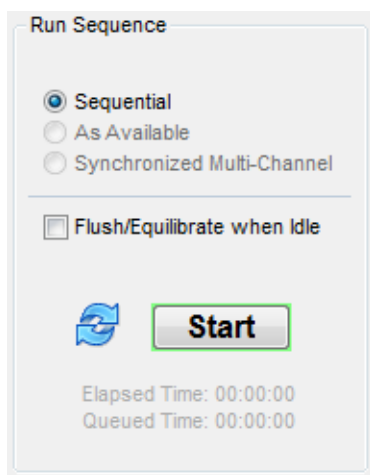 Run Sequence
Sequential
As Available
Synchronized Multi-Channel
Flush/Equilibrate when Idle
Start
Elapsed Time: 00:00:00
Queued Time: 00:00:00